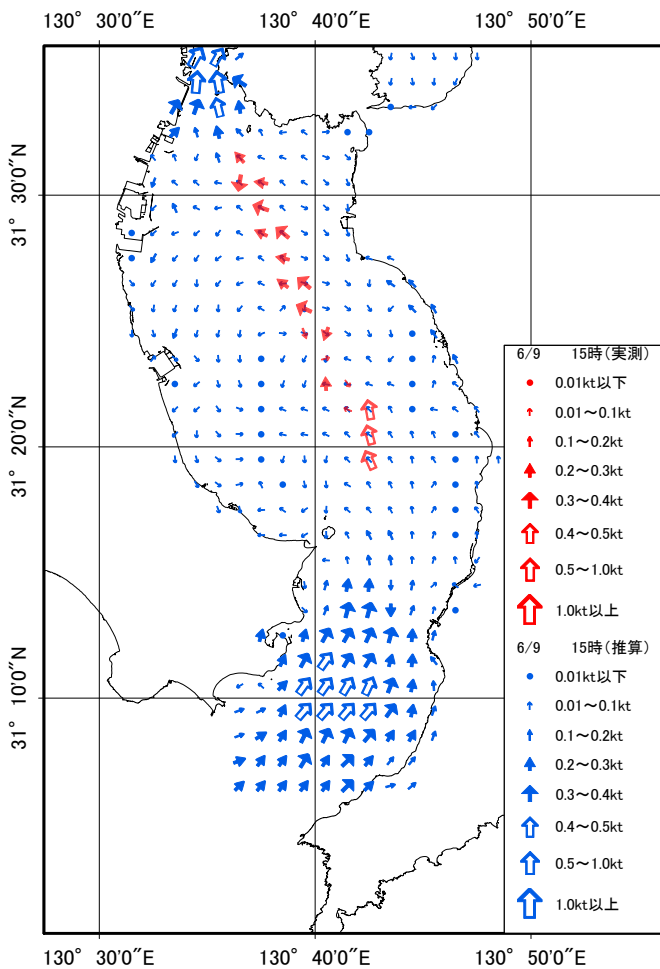 130° 30′0″E 130° 40′0″E 130° 50′0″E
31° 30′0″N
31° 20′0″N
31° 10′0″N
6/9 15時(実測)
0.01kt以下
0.01～0.1kt
0.1～0.2kt
0.2～0.3kt
0.3～0.4kt
0.4～0.5kt
0.5～1.0kt
1.0kt以上
6/9 15時(推算)
0.01kt以下
0.01～0.1kt
0.1～0.2kt
0.2～0.3kt
0.3～0.4kt
0.4～0.5kt
0.5～1.0kt
1.0kt以上
130° 30′0″E 130° 40′0″E 130° 50′0″E